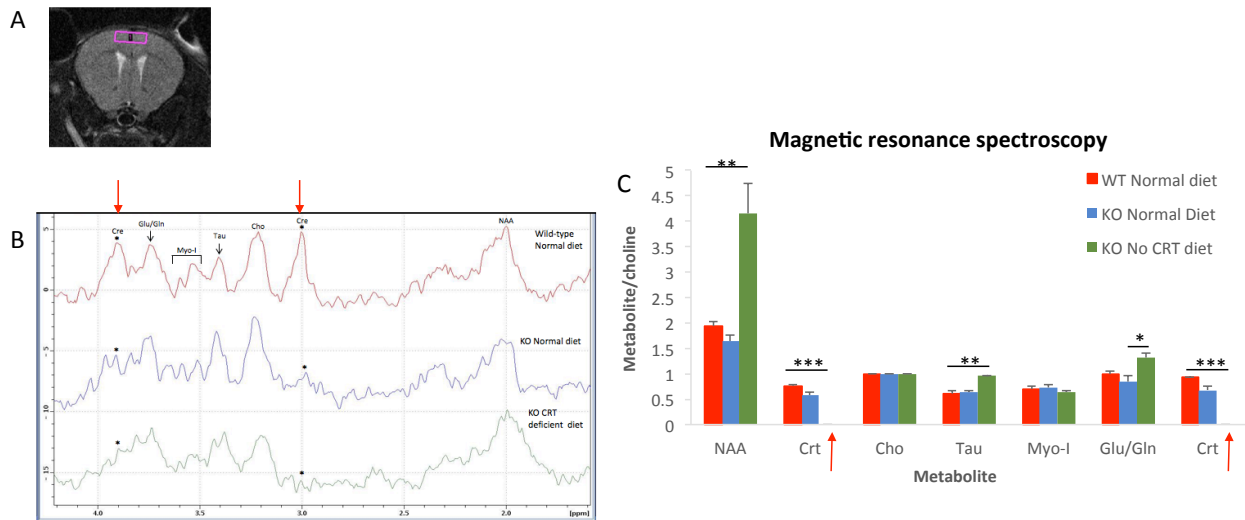 A
B
Cre
*
Glu/Gln
Myo-I
Tau
Cho
Cre
*
NAA
Wild-type
Normal diet
*
*
KO Normal diet
*
*
KO CRT
deficient diet
5
0
- 5
- 10
- 15
4.0 3.5 3.0 2.5 2.0 [ppm]
Magnetic resonance spectroscopy
C
WT Normal diet
KO Normal Diet
KO No CRT diet
** *** ** * ***
Metabolite/choline
5
4.5
4
3.5
3
2.5
2
1.5
1
0.5
0
NAA Crt Cho Tau Myo-I Glu/Gln Crt
Metabolite